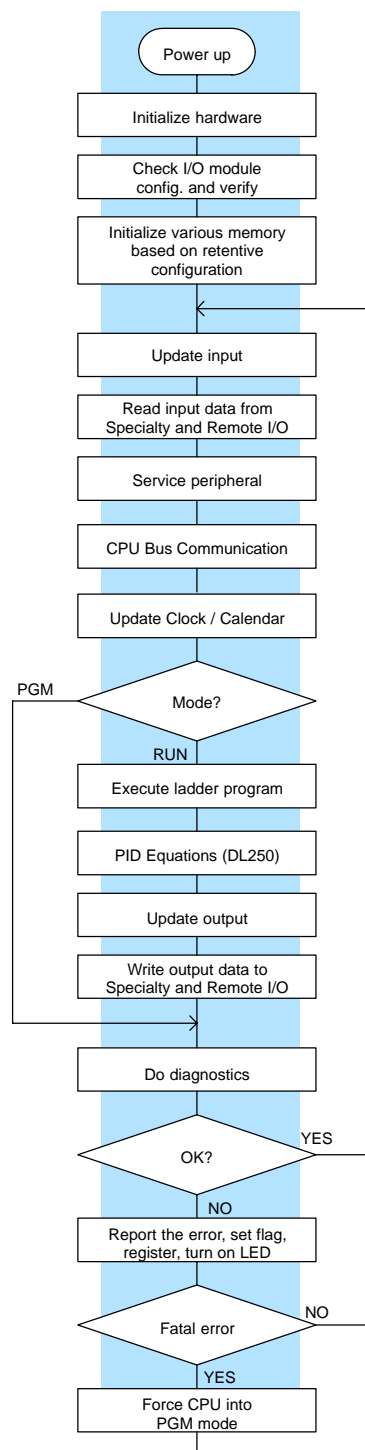 Power up
Initialize hardware
Check I/O module
config. and verify
Initialize various memory
based on retentive
configuration
Update input
Read input data from
Specialty and Remote I/O
Service peripheral
CPU Bus Communication
Update Clock / Calendar
PGM
Mode?
RUN
Execute ladder program
PID Equations (DL250)
Update output
Write output data to
Specialty and Remote I/O
Do diagnostics
YES
OK?
NO
Report the error, set flag,
register, turn on LED
NO
Fatal error
YES
Force CPU into
PGM mode